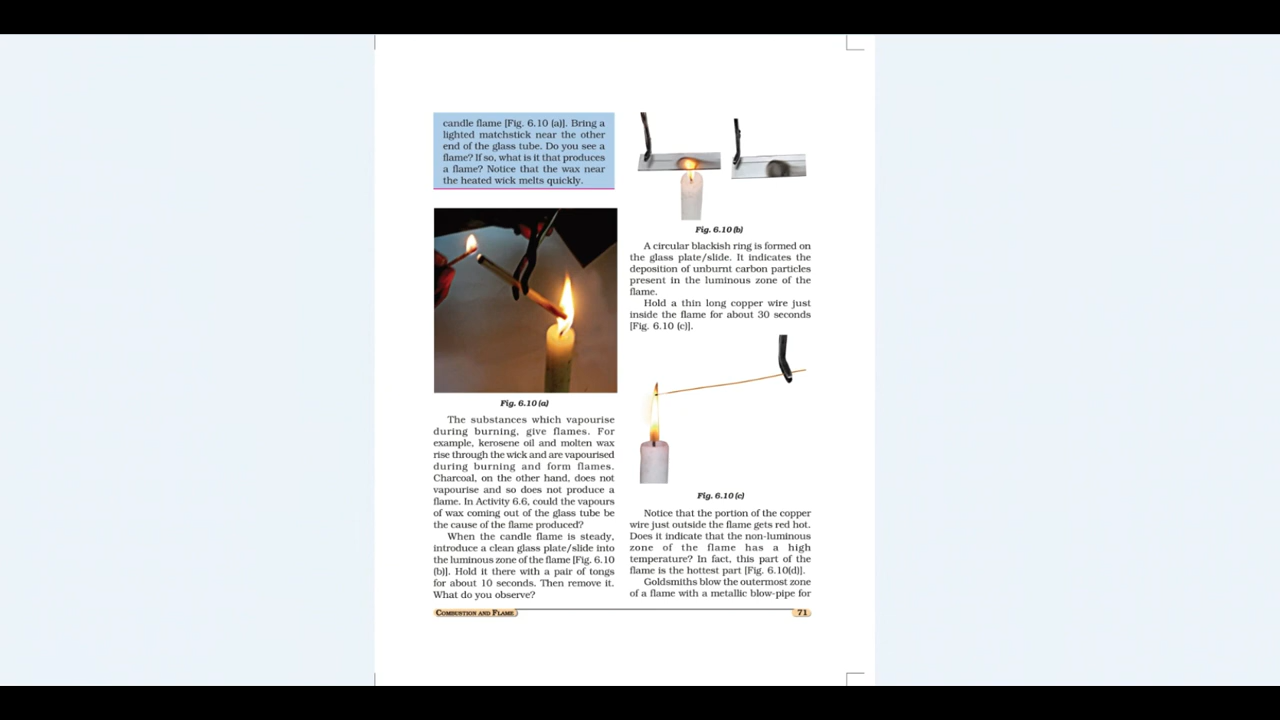 candle flame [Fig. 6.10 (a)]. Bring a
lighted matchstick near the other
end of the glass tube. Do you see a
flame? If so, what is it that produces
a flame? Notice that the wax near
the heated wick melts quickly.
Fig. 6.10 (a)
The substances which vapourise
during burning, give flames. For
example, kerosene oil and molten wax
rise through the wick and are vapourised
during burning and form flames.
Charcoal, on the other hand, does not
vapourise and so does not produce a
flame. In Activity 6.6, could the vapours
of wax coming out of the glass tube be
the cause of the flame produced?
When the candle flame is steady,
introduce a clean glass plate/slide into
the luminous zone of the flame [Fig. 6.10
(b)]. Hold it there with a pair of tongs
for about 10 seconds. Then remove it.
What do you observe?
Fig. 6.10 (b)
A circular blackish ring is formed on
the glass plate/slide. It indicates the
deposition of unburnt carbon particles
present in the luminous zone of the
flame.
Hold a thin long copper wire just
inside the flame for about 30 seconds
[Fig. 6.10 (c)].
Fig. 6.10 (c)
Notice that the portion of the copper
wire just outside the flame gets red hot.
Does it indicate that the non-luminous
zone of the flame has a high
temperature? In fact, this part of the
flame is the hottest part [Fig. 6.10(d)].
Goldsmiths blow the outermost zone
of a flame with a metallic blow-pipe for
COMBUSTION AND FLAME
71